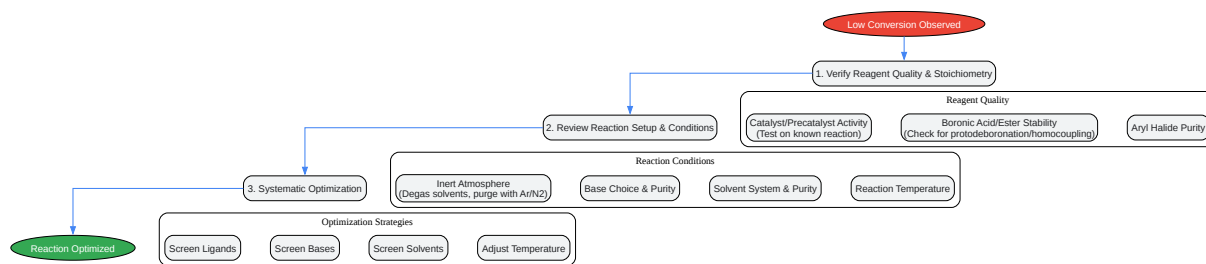 Low Conversion Observed
1. Verify Reagent Quality & Stoichiometry
Reagent Quality
Catalyst/Precatalyst Activity
(Test on known reaction)
Boronic Acid/Ester Stability
(Check for protodeboronation/homocoupling)
Aryl Halide Purity
2. Review Reaction Setup & Conditions
Reaction Conditions
Inert Atmosphere
(Degas solvents, purge with Ar/N2)
Base Choice & Purity
Solvent System & Purity
Reaction Temperature
3. Systematic Optimization
Optimization Strategies
Screen Ligands
Screen Bases
Screen Solvents
Adjust Temperature
Reaction Optimized